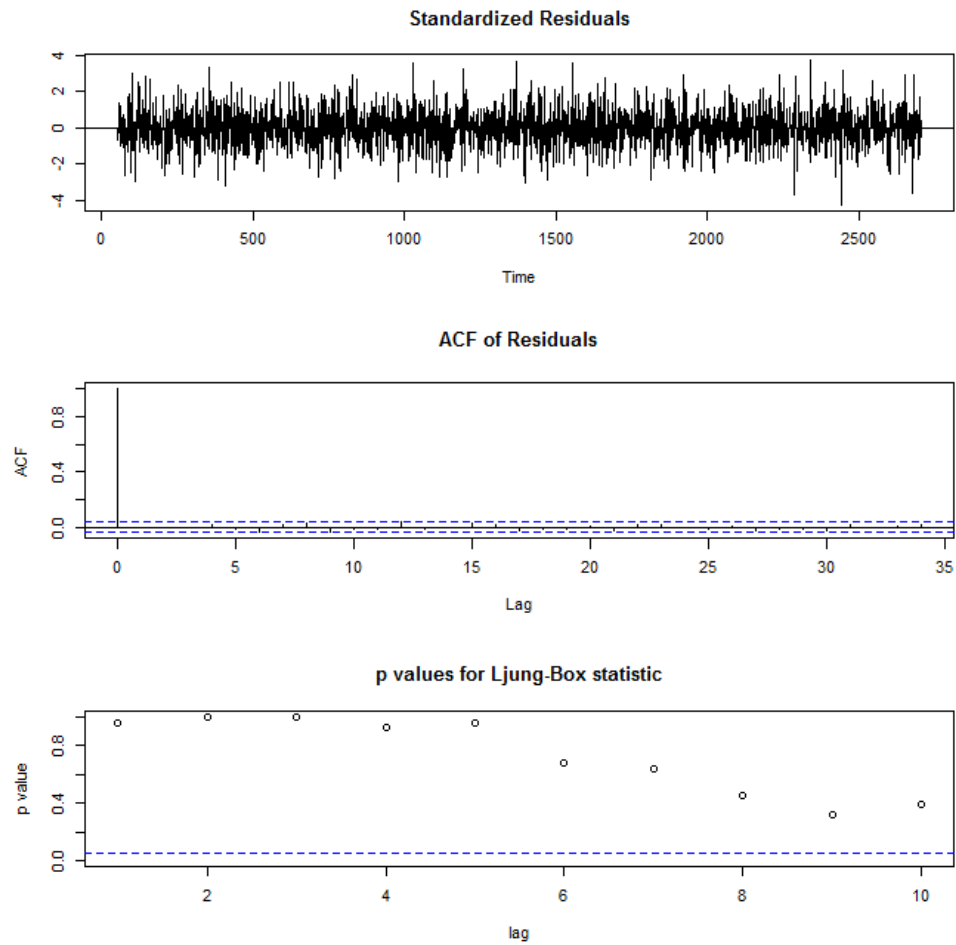 Standardized Residuals
4
2
0
-2
-4
0 500 1000 1500 2000 2500
Time
ACF of Residuals
ACF
0.8
0.4
0.0
0 5 10 15 20 25 30 35
Lag
p values for Ljung-Box statistic
p value
0.8
0.4
0.0
2 4 6 8 10
lag